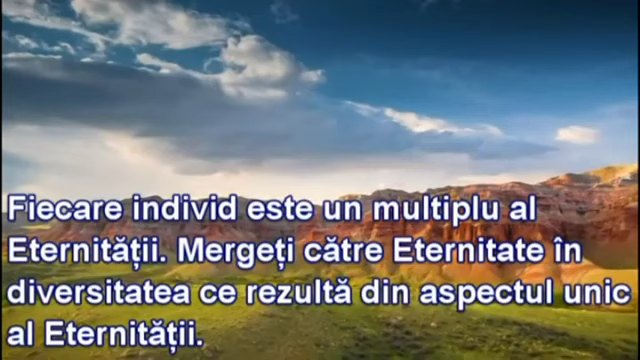 Fiecare individ este un multiplu al
Eternității. Mergeți către Eternitate în
diversitatea ce rezultă din aspectul unic
al Eternității.